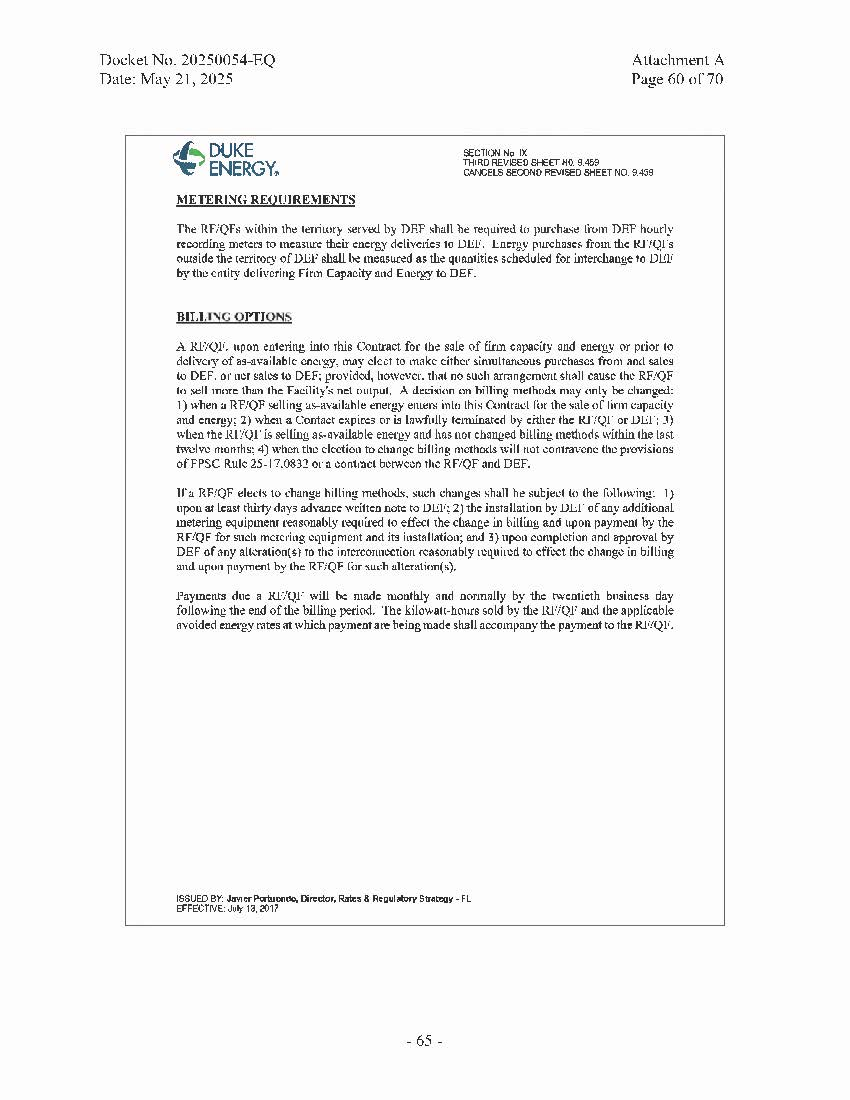 Docket No. 20250054-EQ
Date: May 21, 2025
Attachment A
Page 60 of 70
DUKE
ENERGY®
SECTION No. IX
THIRD REVISED SHEET NO. 9.459
CANCELS SECOND REVISED SHEET NO. 9.459
METERING REQUIREMENTS
The RF/QFs within the territory served by DEF shall be required to purchase from DEF hourly
recording meters to measure their energy deliveries to DEF. Energy purchases from the RF/QFs
outside the territory of DEF shall be measured as the quantities scheduled for interchange to DEF
by the entity delivering Firm Capacity and Energy to DEF.
BILLING OPTIONS
A RF/QF, upon entering into this Contract for the sale of firm capacity and energy or prior to
delivery of as-available energy, may elect to make either simultaneous purchases from and sales
to DEF, or net sales to DEF; provided, however, that no such arrangement shall cause the RF/QF
to sell more than the Facility's net output. A decision on billing methods may only be changed:
1) when a RF/QF selling as-available energy enters into this Contract for the sale of firm capacity
and energy; 2) when a Contact expires or is lawfully terminated by either the RF/QF or DEF; 3)
when the RF/QF is selling as-available energy and has not changed billing methods within the last
twelve months; 4) when the election to change billing methods will not contravene the provisions
of FPSC Rule 25-17.0832 or a contract between the RF/QF and DEF.
If a RF/QF elects to change billing methods, such changes shall be subject to the following: 1)
upon at least thirty days advance written note to DEF; 2) the installation by DEF of any additional
metering equipment reasonably required to effect the change in billing and upon payment by the
RF/QF for such metering equipment and its installation; and 3) upon completion and approval by
DEF of any alteration(s) to the interconnection reasonably required to effect the change in billing
and upon payment by the RF/QF for such alteration(s).
Payments due a RF/QF will be made monthly and normally by the twentieth business day
following the end of the billing period. The kilowatt-hours sold by the RF/QF and the applicable
avoided energy rates at which payment are being made shall accompany the payment to the RF/QF.
ISSUED BY: Javier Portuondo, Director, Rates & Regulatory Strategy - FL
EFFECTIVE: July 13, 2017
- 65 -